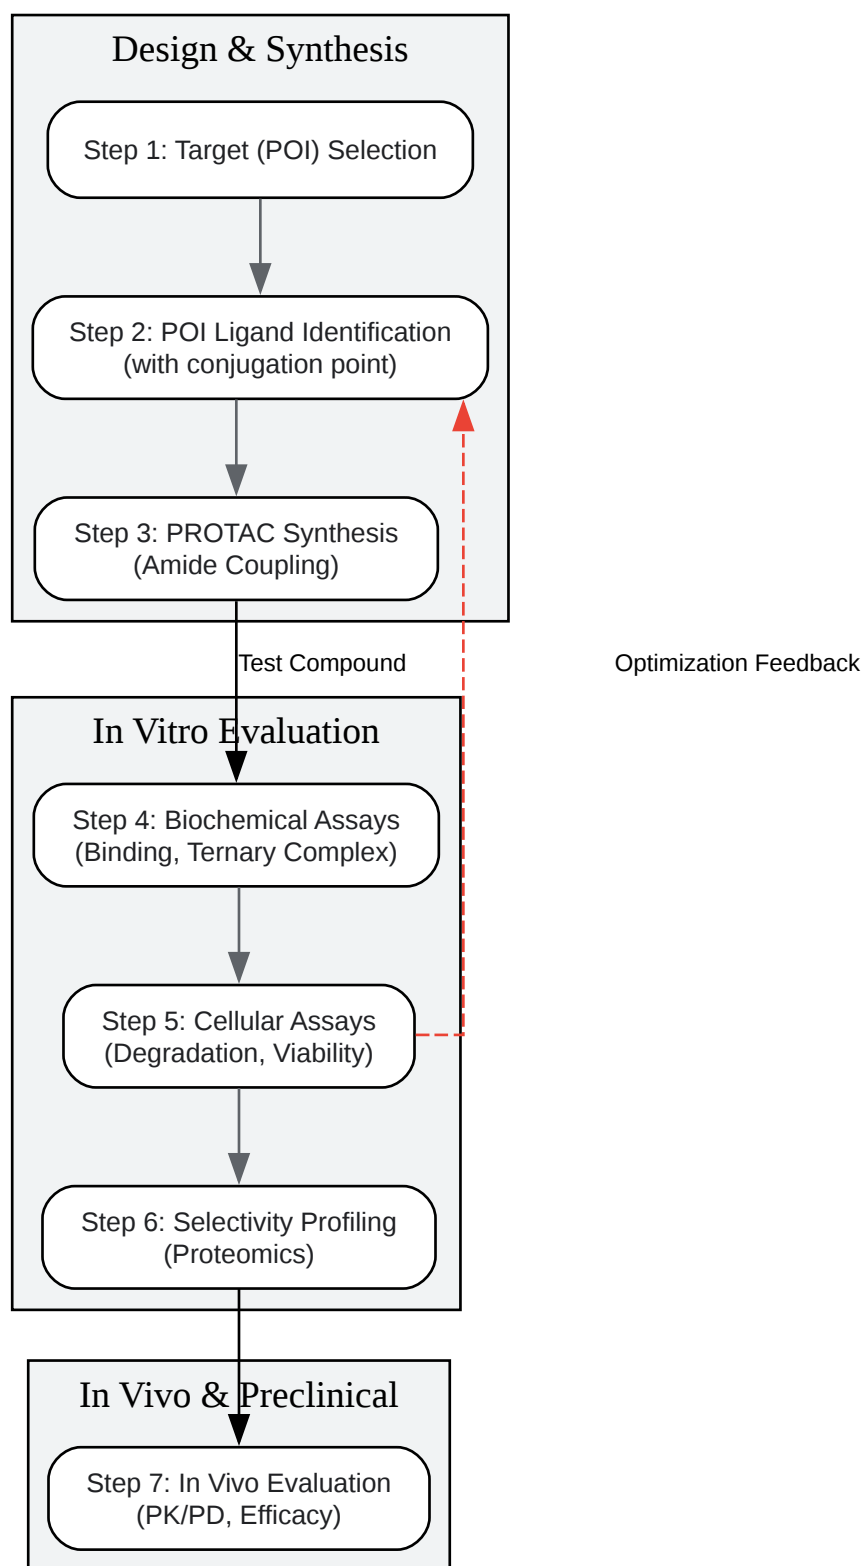 Design & Synthesis
Step 1: Target (POI) Selection
Step 2: POI Ligand Identification
(with conjugation point)
Step 3: PROTAC Synthesis
(Amide Coupling)
Test Compound
Optimization Feedback
In Vitro Evaluation
Step 4: Biochemical Assays
(Binding, Ternary Complex)
Step 5: Cellular Assays
(Degradation, Viability)
Step 6: Selectivity Profiling
(Proteomics)
In Vivo & Preclinical
Step 7: In Vivo Evaluation
(PK/PD, Efficacy)